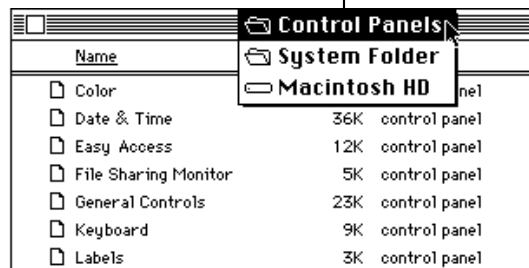 Control Panels
System Folder
Name
Macintosh HD
Color nel
Date & Time 36K control panel
Easy Access 12K control panel
File Sharing Monitor 5K control panel
General Controls 23K control panel
Keyboard 9K control panel
Labels 3K control panel